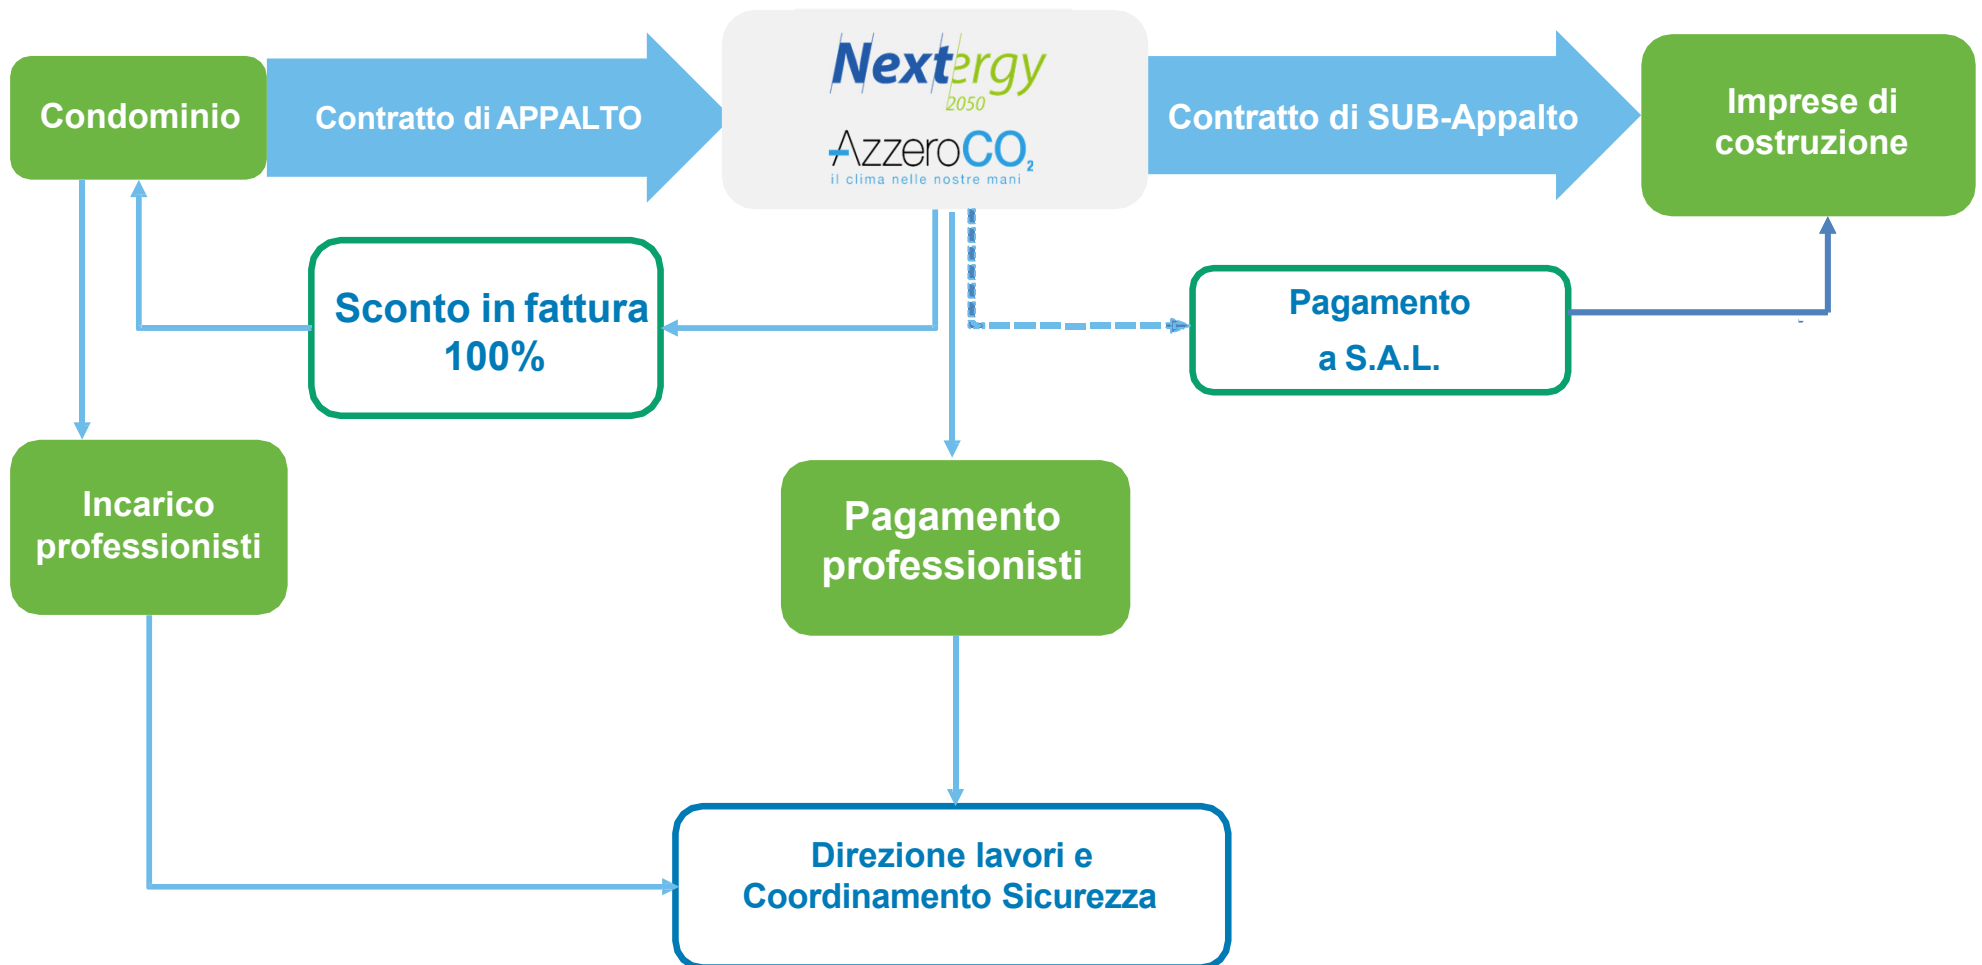 Condominio
Contratto di APPALTO
Nextergy
2050
AzzeroCO2
il clima nelle nostre mani
Contratto di SUB-Appalto
Imprese di
costruzione
Sconto in fattura
100%
Pagamento
a S.A.L.
Incarico
professionisti
Pagamento
professionisti
Direzione lavori e
Coordinamento Sicurezza